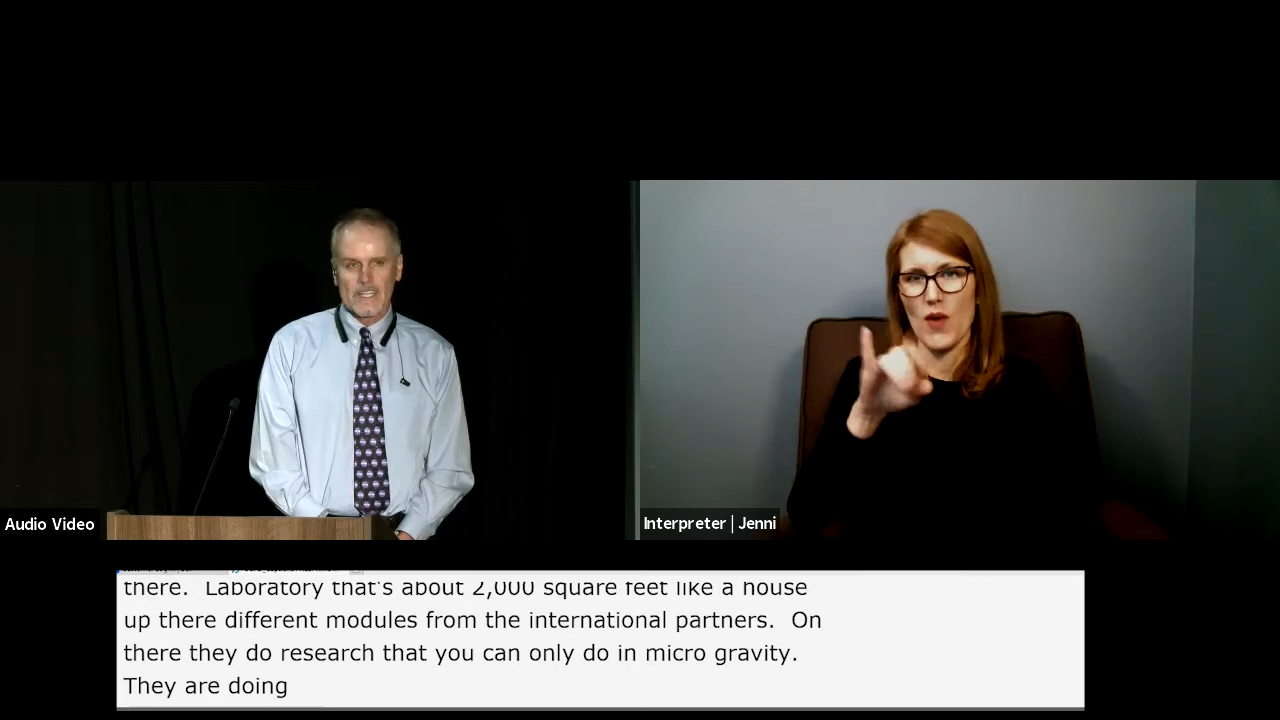 Audio Video
Interpreter | Jenni
there.  Laboratory that's about 2,000 square feet like a house
up there different modules from the international partners.  On
there they do research that you can only do in micro gravity.
They are doing